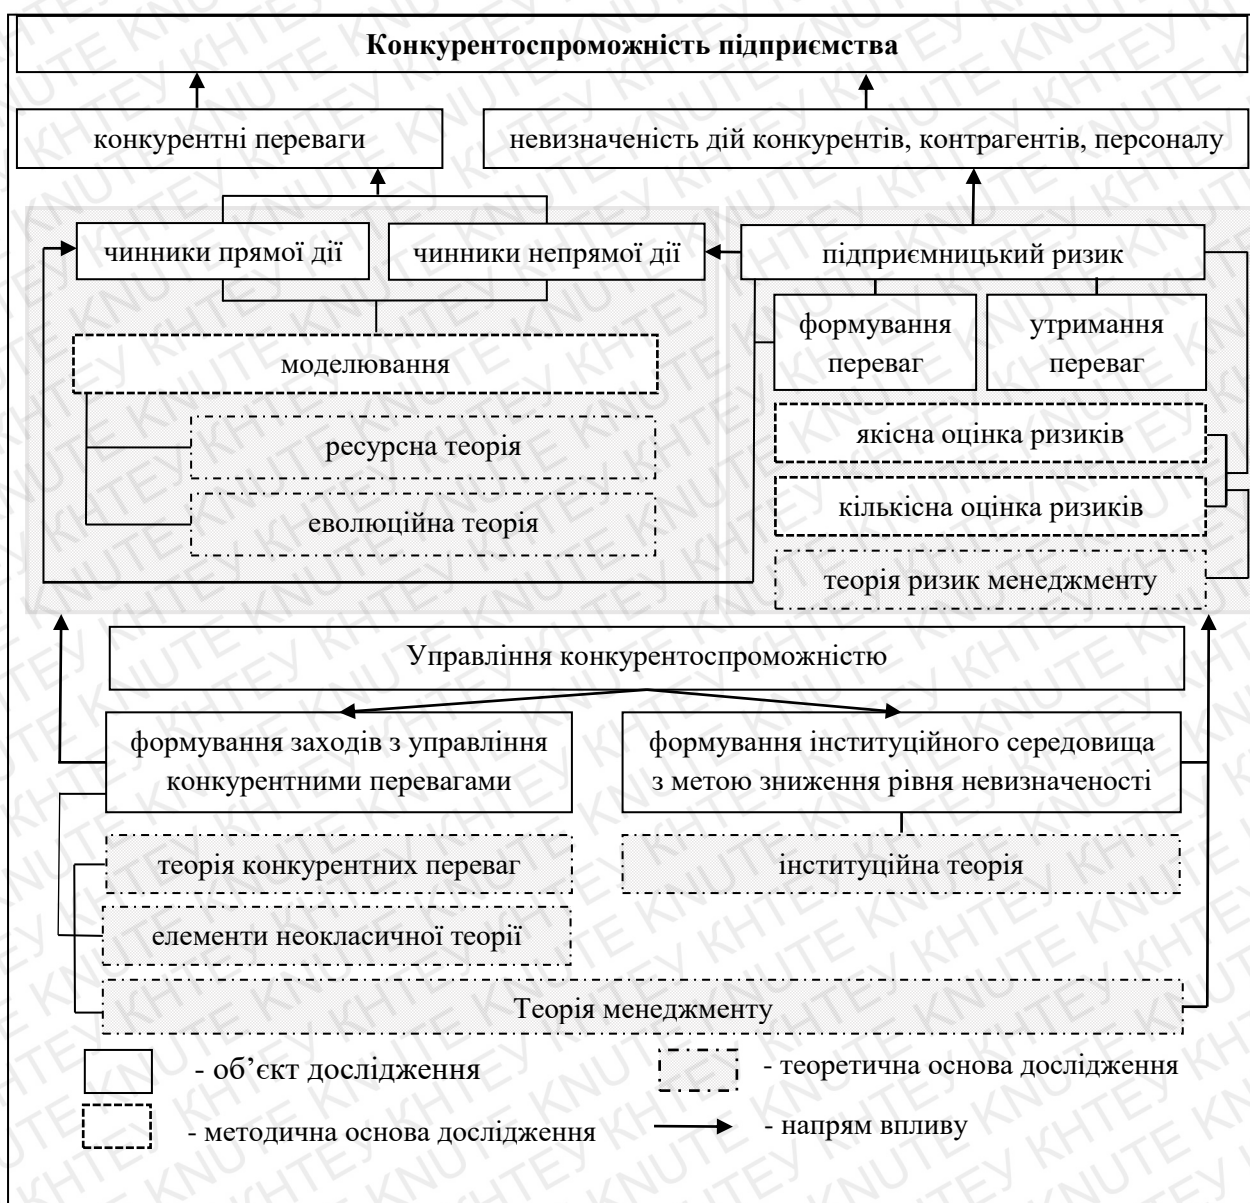 Конкурентоспроможність підприємства
конкурентні переваги
невизначеність дій конкурентів, контрагентів, персоналу
чинники прямої дії
чинники непрямої дії
підприємницький ризик
формування
переваг
утримання
переваг
моделювання
ресурсна теорія
еволюційна теорія
якісна оцінка ризиків
кількісна оцінка ризиків
теорія ризик менеджменту
Управління конкурентоспроможністю
формування заходів з управління
конкурентними перевагами
формування інституційного середовища
з метою зниження рівня невизначеності
теорія конкурентних переваг
інституційна теорія
елементи неокласичної теорії
Теорія менеджменту
- об’єкт дослідження
- теоретична основа дослідження
- методична основа дослідження
- напрям впливу